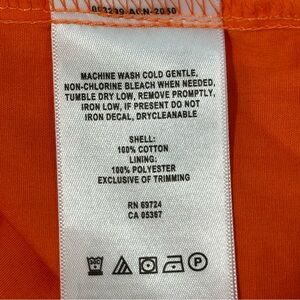 MACHINE WASH COLD GENTLE,
NON-CHLORINE BLEACH WHEN NEEDED,
TUMBLE DRY LOW, REMOVE PROMPTLY,
IRON LOW, IF PRESENT DO NOT
IRON DECAL, DRYCLEANABLE
SHELL:
100% COTTON
LINING:
100% POLYESTER
EXCLUSIVE OF TRIMMING
RN 69724
CA 05367
P